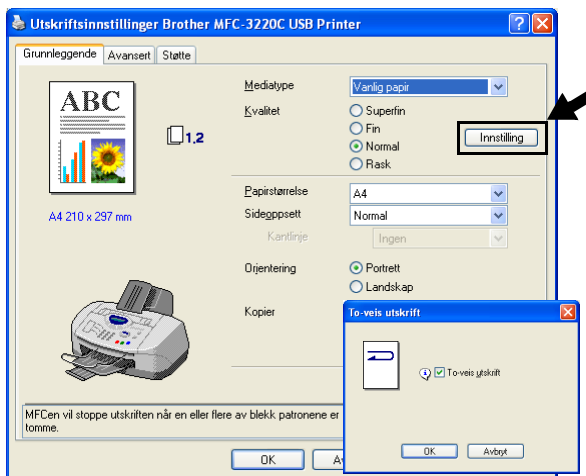 Utskriftsinnstillinger Brother MFC-3220C USB Printer
Grunnleggende Avansert Støtte
ABC
1,2
A4 210 x 297 mm
Mediatype Vanlig papir
Kvalitet Superfin
Fin
Normal
Rask
Innstilling
Papirstørrelse A4
Sideoppsett Normal
Kantlinje Ingen
Orientering Portrett
Landskap
Kopier
MFCen vil stoppe utskriften når en eller flere av blekk patronene er
tomme.
OK
To-veis utskrift
To-veis utskrift
OK Avbryt